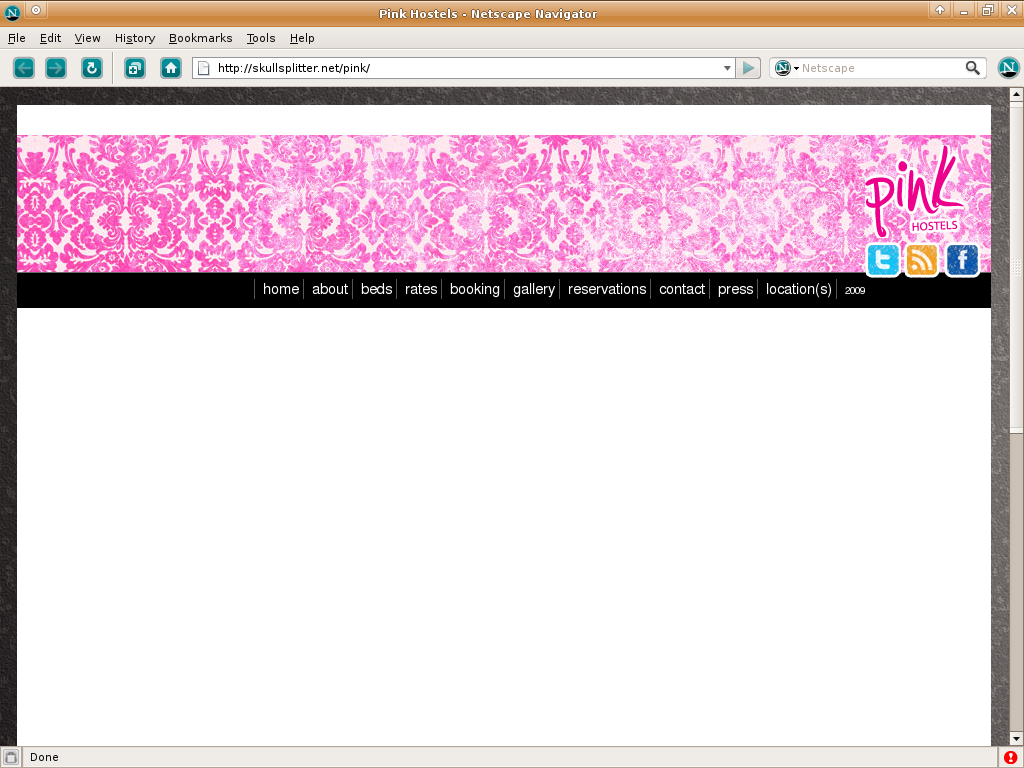 Pink Hostels - Netscape Navigator
File Edit View History Bookmarks Tools Help
http://skullsplitter.net/pink/ Netscape
pink
HOSTELS
home about beds rates booking gallery reservations contact press location(s) 2009
Done